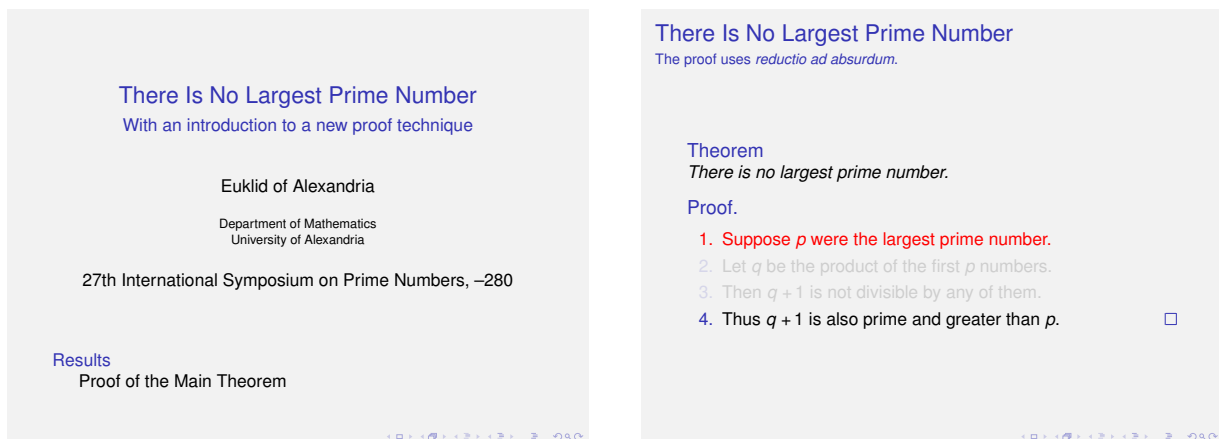 There Is No Largest Prime Number
With an introduction to a new proof technique
Euklid of Alexandria
Department of Mathematics
University of Alexandria
27th International Symposium on Prime Numbers, –280
Results
Proof of the Main Theorem
There Is No Largest Prime Number
The proof uses reductio ad absurdum.
Theorem
There is no largest prime number.
Proof.
1. Suppose p were the largest prime number.
2. Let q be the product of the first p numbers.
3. Then q + 1 is not divisible by any of them.
4. Thus q + 1 is also prime and greater than p.